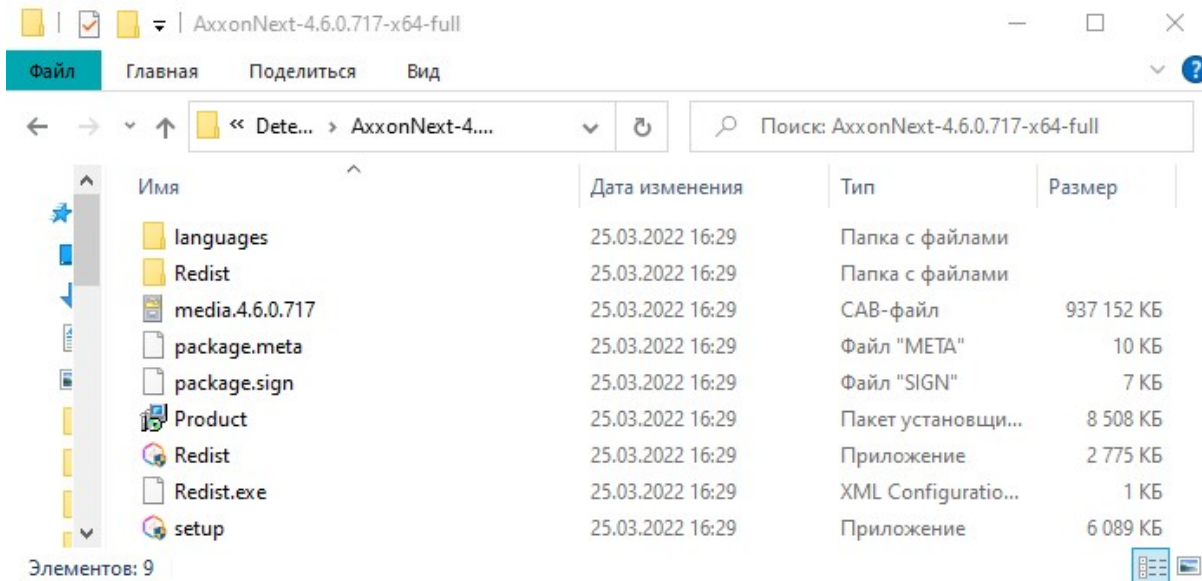 AxxonNext-4.6.0.717-x64-full
Файл Главная Поделиться Вид
« Dete... › AxxonNext-4.... Поиск: AxxonNext-4.6.0.717-x64-full
Имя Дата изменения Тип Размер
languages 25.03.2022 16:29 Папка с файлами
Redist 25.03.2022 16:29 Папка с файлами
media.4.6.0.717 25.03.2022 16:29 CAB-файл 937 152 КБ
package.meta 25.03.2022 16:29 Файл "META" 10 КБ
package.sign 25.03.2022 16:29 Файл "SIGN" 7 КБ
Product 25.03.2022 16:29 Пакет установщи... 8 508 КБ
Redist 25.03.2022 16:29 Приложение 2 775 КБ
Redist.exe 25.03.2022 16:29 XML Configuratio... 1 КБ
setup 25.03.2022 16:29 Приложение 6 089 КБ
Элементов: 9